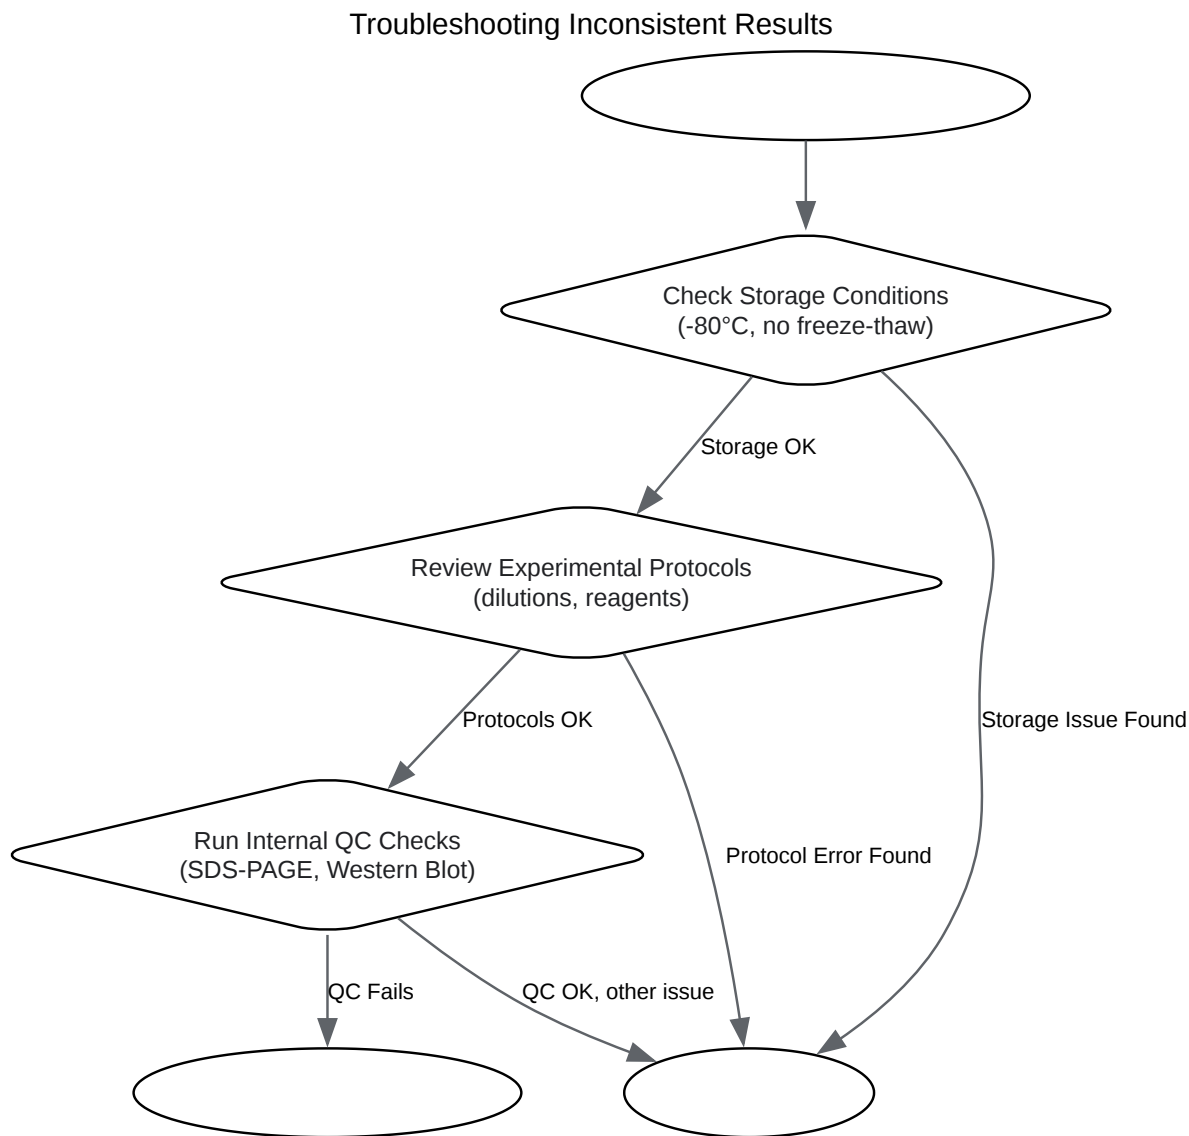 Troubleshooting Inconsistent Results
Check Storage Conditions
(-80°C, no freeze-thaw)
Storage OK
Review Experimental Protocols
(dilutions, reagents)
Protocols OK
Storage Issue Found
Run Internal QC Checks
(SDS-PAGE, Western Blot)
Protocol Error Found
QC Fails
QC OK, other issue